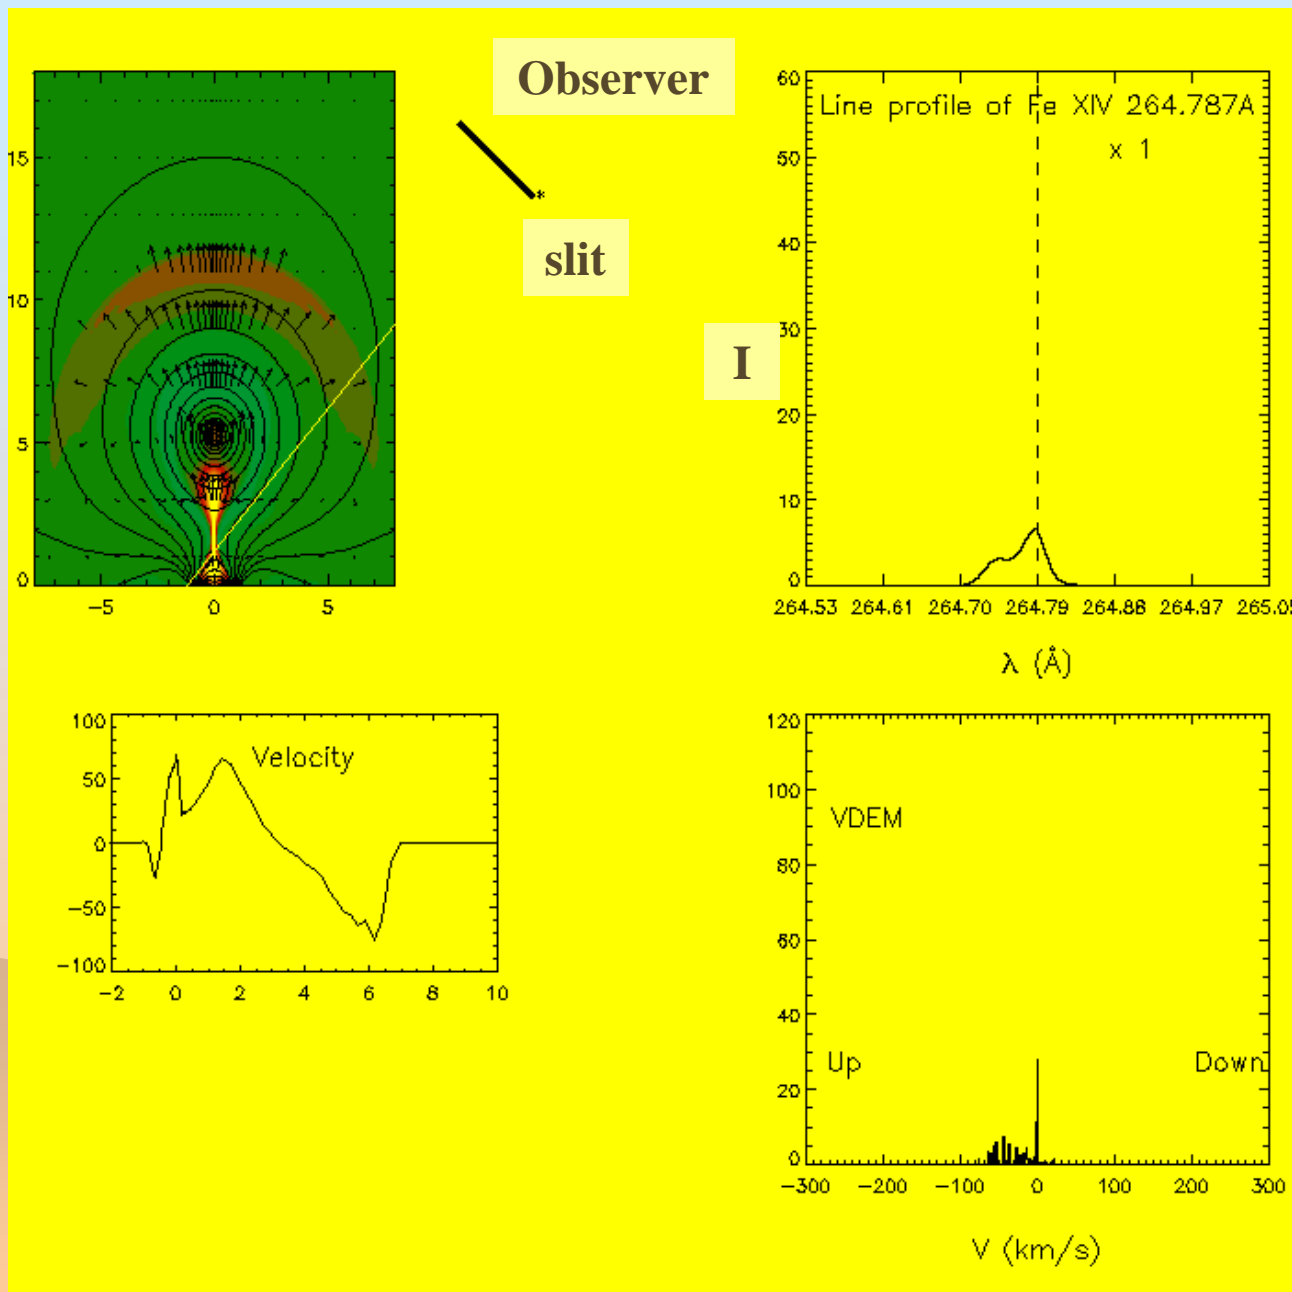 Observer
slit
*
15
10
5
0
−5 0 5
60
50
40
30
20
10
0
Line profile of Fe XIV 264.787A
x 1
I
264.53 264.61 264.70 264.79 264.88 264.97 265.05
λ (Å)
100
50
0
−50
−100
Velocity
−2 0 2 4 6 8 10
120
100
80
60
40
20
0
VDEM
Up Down
−300 −200 −100 0 100 200 300
V (km/s)